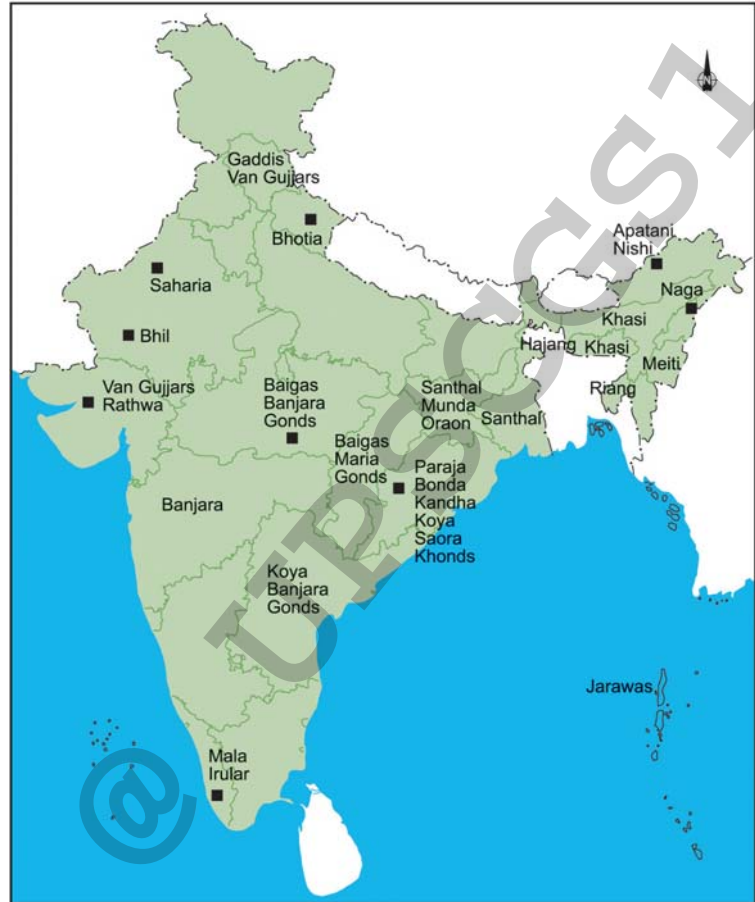 N
Gaddis
Van Gujjars
Bhotia
Apatani
Nishi
Saharia
Naga
Khasi
Bhil
Hajang
Khasi
Meiti
Van Gujjars
Rathwa
Baigas
Banjara
Gonds
Santhal
Munda
Oraon
Santhal
Riang
Baigas
Maria
Gonds
Paraja
Bonda
Kandha
Koya
Saora
Khonds
Banjara
Koya
Banjara
Gonds
Jarawas
Mala
Irular
@UPSCGS1